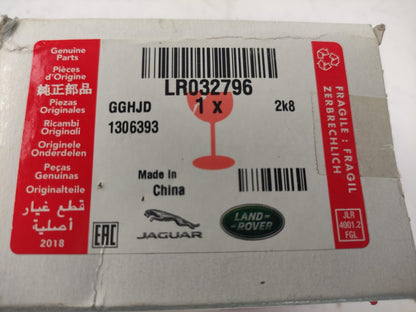 Genuine
Parts
Pièces
d'Origine
純正部品
Piezas
Originales
Ricambi
Originali
Originele
Onderdelen
Peças
Genuinas
Originalteile
قطع غيار
أصلية
2018
LR032796
GGHJD
1 x
2k8
1306393
Made In
China
EAC
JAGUAR
LAND-
-ROVER
FRAGILE : FRAGIL
ZERBRECHLICH
JLR
4001.2
FGL